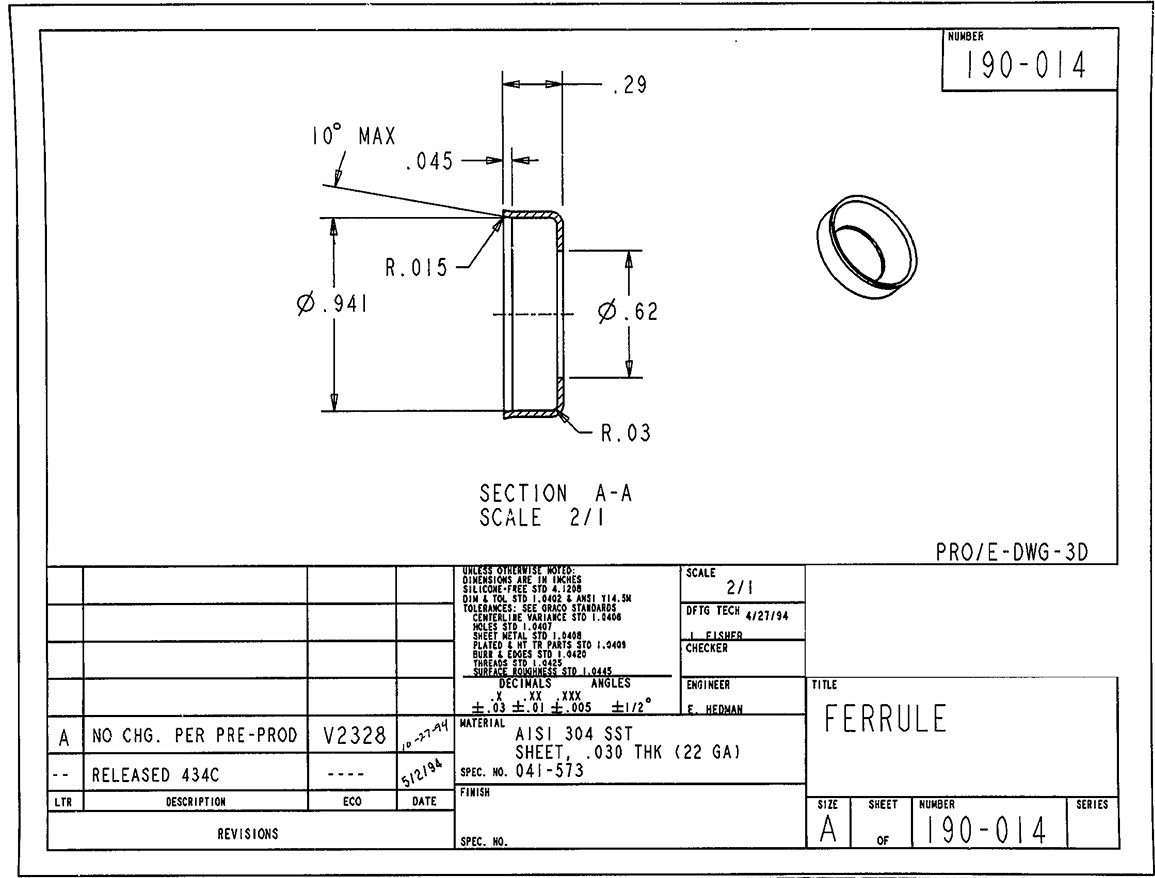 NUMBER
190-014
.29
10° MAX
.045
R.015
Ø.941
Ø.62
R.03
SECTION A-A
SCALE 2/1
PRO/E-DWG-3D
UNLESS OTHERWISE NOTED:
DIMENSIONS ARE IN INCHES
SILICONE-FREE STD 4.1208
DIM & TOL STD 1.0402 & ANSI Y14.5M
TOLERANCES: SEE GRACO STANDARDS
CENTERLINE VARIANCE STD 1.0406
HOLES STD 1.0407
SHEET METAL STD 1.0408
PLATED & HT TR PARTS STD 1.0409
BURR & EDGES STD 1.0420
THREADS STD 1.0425
SURFACE ROUGHNESS STD 1.0445
DECIMALS ANGLES
.X .XX .XXX
±.03 ±.01 ±.005 ±1/2°
SCALE
2/1
DFTG TECH 4/27/94
J. FISHER
CHECKER
ENGINEER
E. HEDMAN
TITLE
FERRULE
A NO CHG. PER PRE-PROD V2328 10-27-94
-- RELEASED 434C ---- 5/2/94
LTR DESCRIPTION ECO DATE
REVISIONS
MATERIAL
AISI 304 SST
SHEET, .030 THK (22 GA)
SPEC. NO. 041-573
FINISH
SPEC. NO.
SIZE SHEET NUMBER SERIES
A OF 190-014